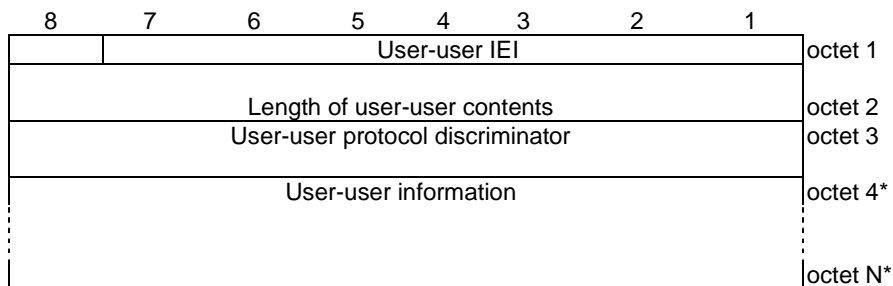 8 7 6 5 4 3 2 1
User-user IEI octet 1
Length of user-user contents octet 2
User-user protocol discriminator octet 3
User-user information octet 4*
octet N*